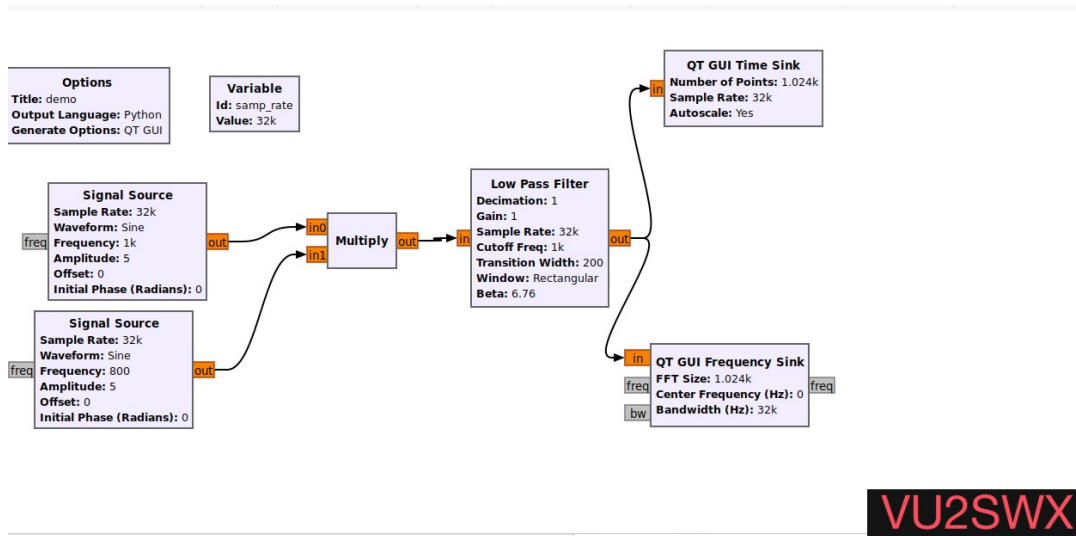 Options
Title: demo
Output Language: Python
Generate Options: QT GUI
Variable
Id: samp_rate
Value: 32k
QT GUI Time Sink
Number of Points: 1.024k
Sample Rate: 32k
Autoscale: Yes
in
Signal Source
Sample Rate: 32k
Waveform: Sine
Frequency: 1k
Amplitude: 5
Offset: 0
Initial Phase (Radians): 0
freq
out
in0
in1
Multiply
out
in
Low Pass Filter
Decimation: 1
Gain: 1
Sample Rate: 32k
Cutoff Freq: 1k
Transition Width: 200
Window: Rectangular
Beta: 6.76
out
Signal Source
Sample Rate: 32k
Waveform: Sine
Frequency: 800
Amplitude: 5
Offset: 0
Initial Phase (Radians): 0
freq
out
in
freq
bw
QT GUI Frequency Sink
FFT Size: 1.024k
Center Frequency (Hz): 0
Bandwidth (Hz): 32k
freq
VU2SWX